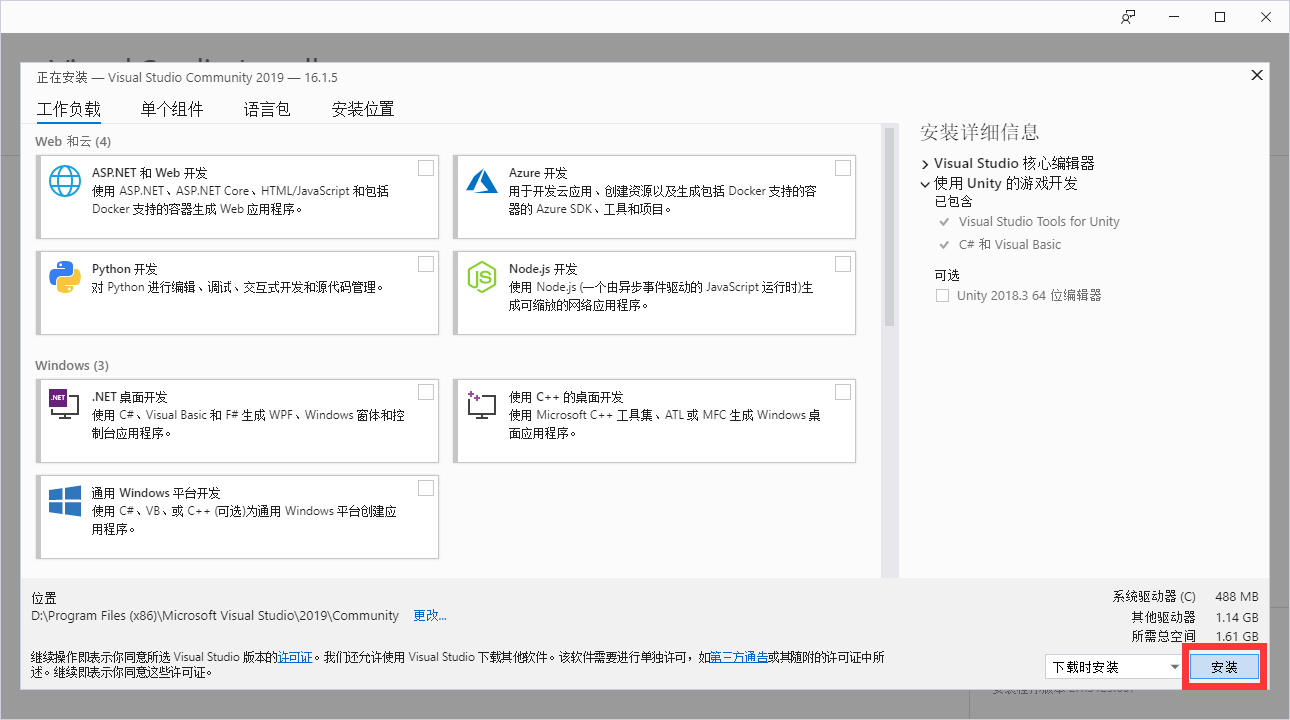 正在安装 — Visual Studio Community 2019 — 16.1.5
工作负载
单个组件
语言包
安装位置
Web 和云 (4)
ASP.NET 和 Web 开发
使用 ASP.NET、ASP.NET Core、HTML/JavaScript 和包括
Docker 支持的容器生成 Web 应用程序。
Azure 开发
用于开发云应用、创建资源以及生成包括 Docker 支持的容
器的 Azure SDK、工具和项目。
Python 开发
对 Python 进行编辑、调试、交互式开发和源代码管理。
Node.js 开发
使用 Node.js (一个由异步事件驱动的 JavaScript 运行时)生
成可缩放的网络应用程序。
Windows (3)
.NET
.NET 桌面开发
使用 C#、Visual Basic 和 F# 生成 WPF、Windows 窗体和控
制台应用程序。
使用 C++ 的桌面开发
使用 Microsoft C++ 工具集、ATL 或 MFC 生成 Windows 桌
面应用程序。
通用 Windows 平台开发
使用 C#、VB、或 C++ (可选)为通用 Windows 平台创建应
用程序。
安装详细信息
Visual Studio 核心编辑器
使用 Unity 的游戏开发
已包含
Visual Studio Tools for Unity
C# 和 Visual Basic
可选
Unity 2018.3 64 位编辑器
位置
D:\Program Files (x86)\Microsoft Visual Studio\2019\Community 更改...
继续操作即表示你同意所选 Visual Studio 版本的许可证。我们还允许使用 Visual Studio 下载其他软件。该软件需要进行单独许可，如第三方通告或其随附的许可证中所
述。继续即表示你同意这些许可证。
系统驱动器 (C) 488 MB
其他驱动器 1.14 GB
所需总空间 1.61 GB
下载时安装
安装